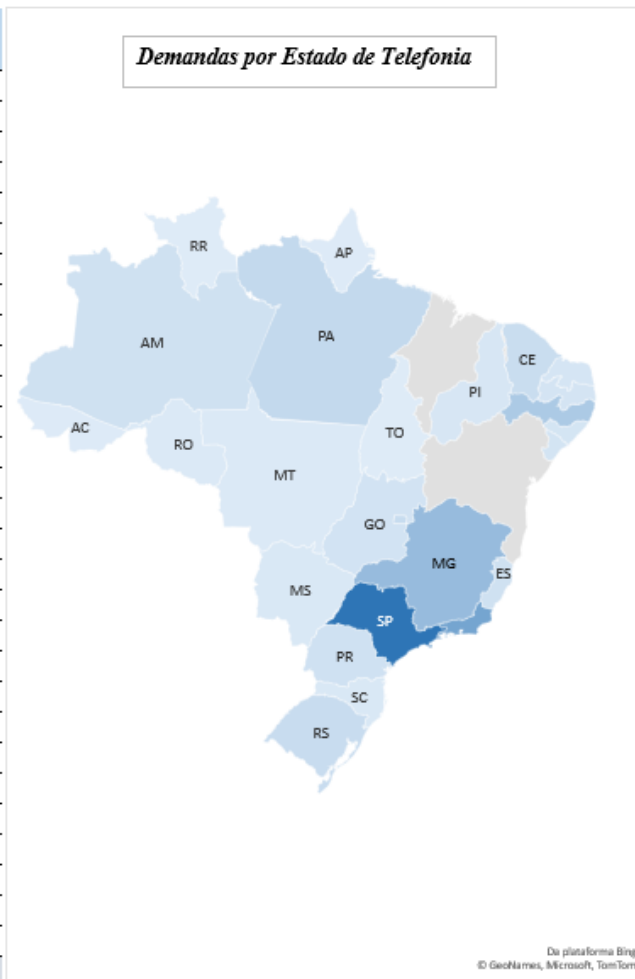 Demandas por Estado de Telefonia
RR
AP
AM
PA
CE
PI
AC
RO
TO
MT
GO
MG
ES
MS
SP
PR
SC
RS
Da plataforma Bing
© GeoNames, Microsoft, TomTom